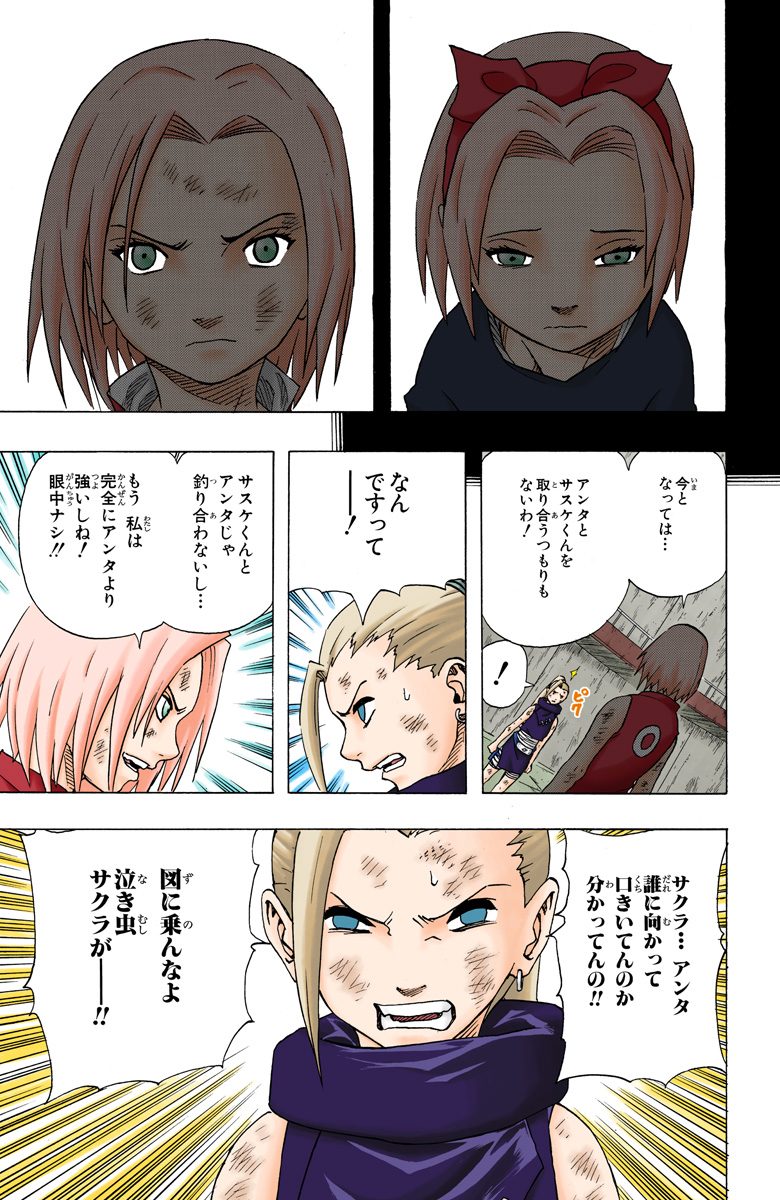 今と
なっては…
アンタと
サスケくんを
取り合うつもりも
ないわ！
！
ピク
なん
ですって
――！
サスケくんと
アンタじゃ
釣り合わないし…
もう 私は
完全にアンタより
強いしね！
眼中ナシ!!
サクラ… アンタ
誰に向かって
口きいてんのか
分かってんの!!
図に乗んなよ
泣き虫
サクラが――!!